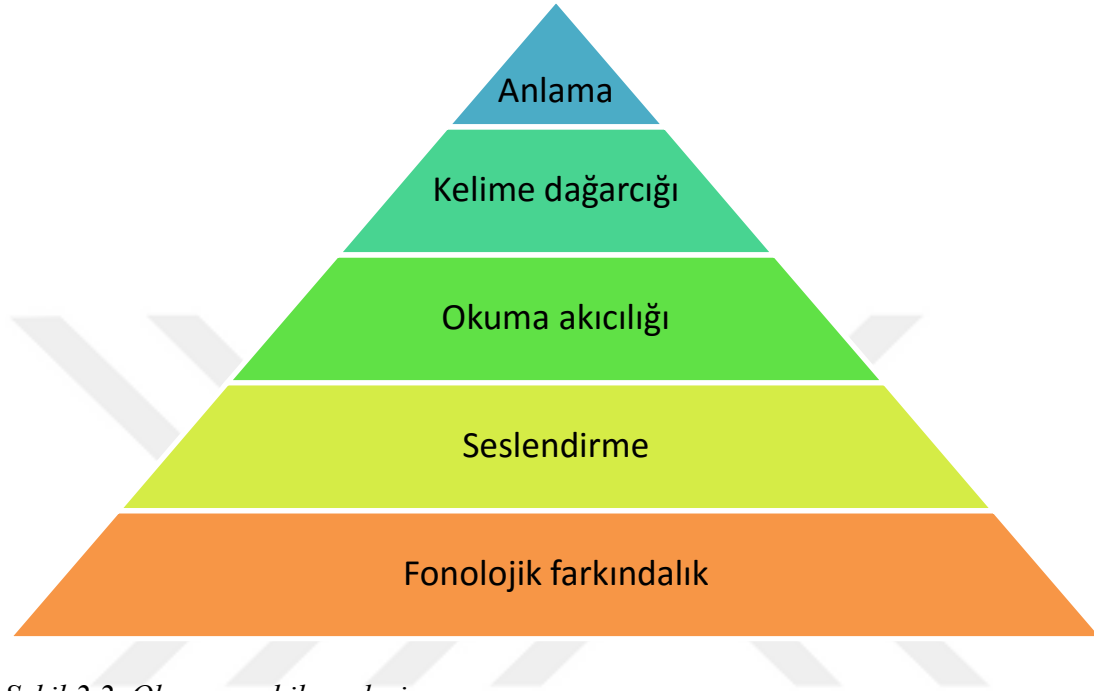 Anlama
Kelime dağarcığı
Okuma akıcılığı
Seslendirme
Fonolojik farkındalık